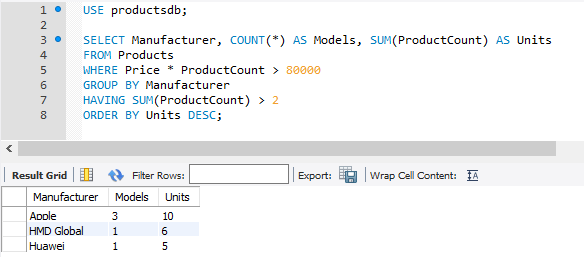 1 USE productsdb;
2
3 SELECT Manufacturer, COUNT(*) AS Models, SUM(ProductCount) AS Units
4 FROM Products
5 WHERE Price * ProductCount > 80000
6 GROUP BY Manufacturer
7 HAVING SUM(ProductCount) > 2
8 ORDER BY Units DESC;
Result Grid Filter Rows: Export: Wrap Cell Content: IA
Manufacturer Models Units
Apple 3 10
HMD Global 1 6
Huawei 1 5